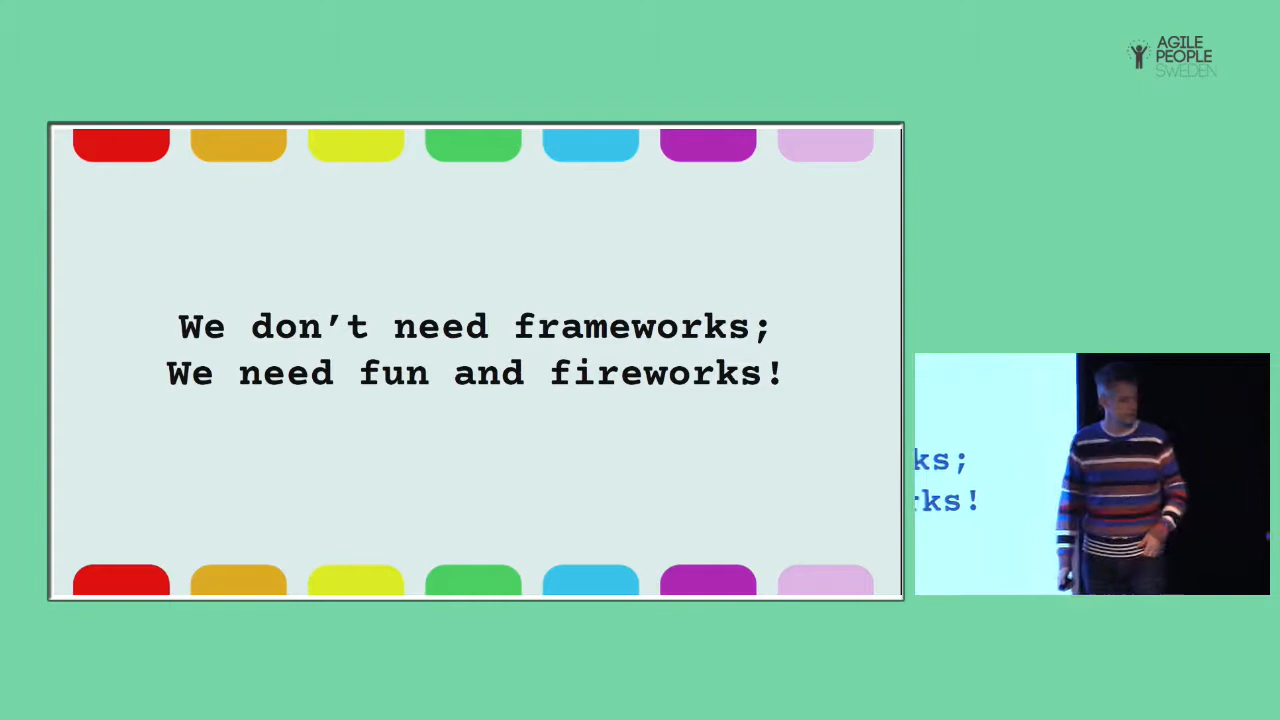 AGILE
PEOPLE
SWEDEN
We don’t need frameworks;
We need fun and fireworks!
ks;
rks!